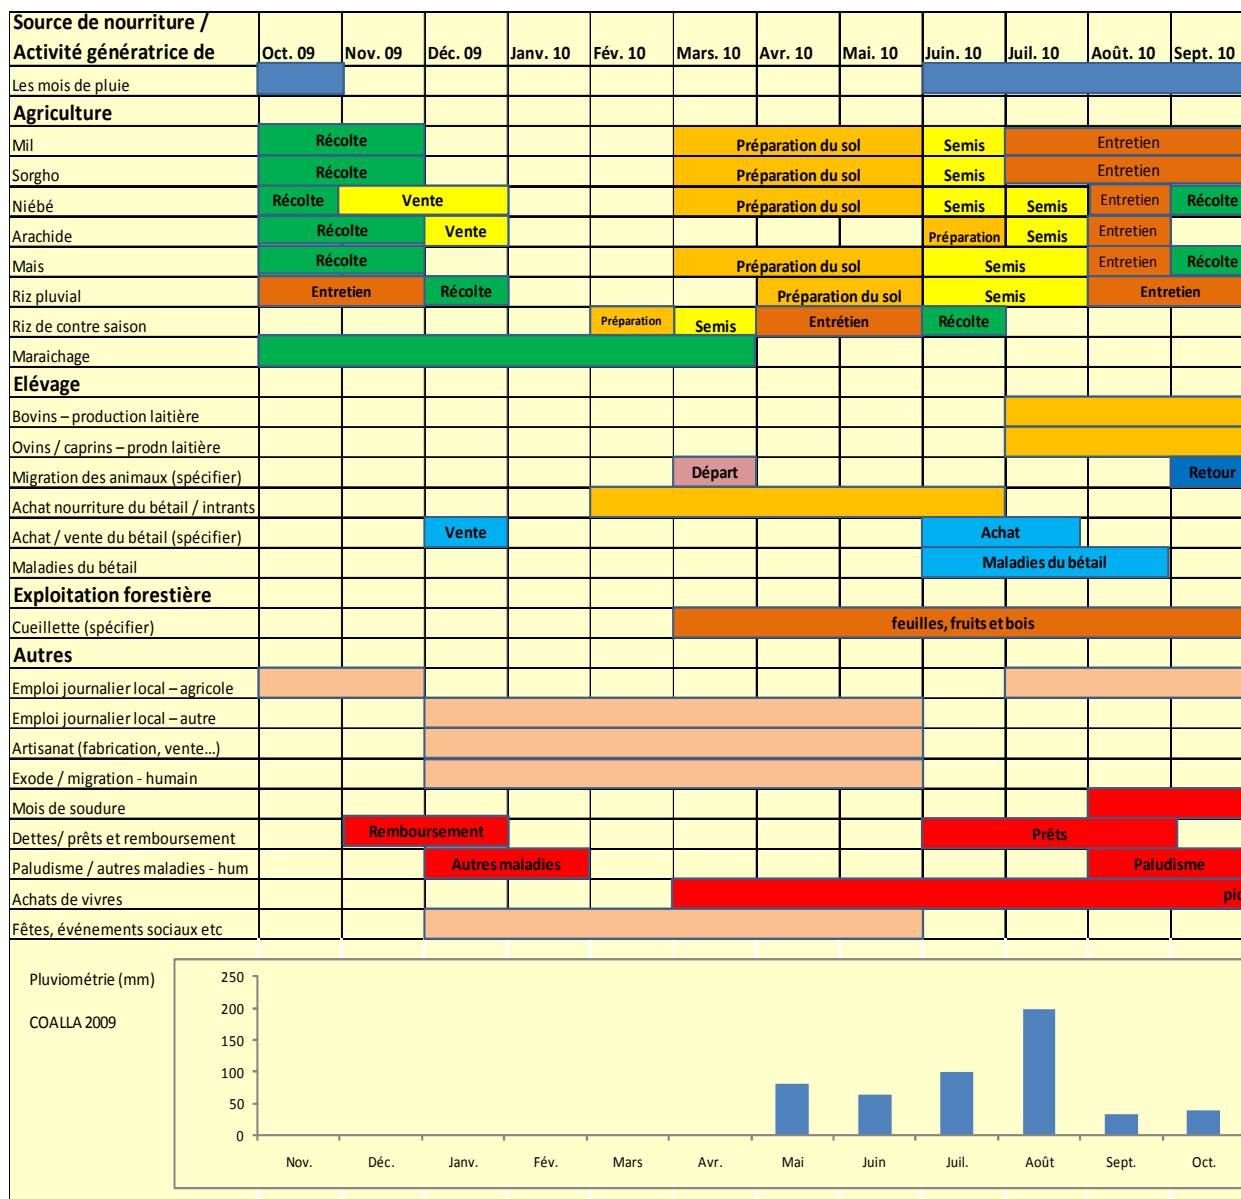 Source de nourriture /
Activité génératrice de Oct. 09 Nov. 09 Déc. 09 Janv. 10 Fév. 10 Mars. 10 Avr. 10 Mai. 10 Juin. 10 Juil. 10 Août. 10 Sept. 10
Les mois de pluie
Agriculture
Mil Récolte Préparation du sol Semis Entretien
Sorgho Récolte Préparation du sol Semis Entretien
Niébé Récolte Vente Préparation du sol Semis Semis Entretien Récolte
Arachide Récolte Vente Préparation Semis Entretien
Mais Récolte Préparation du sol Semis Entretien Récolte
Riz pluvial Entretien Récolte Préparation du sol Semis Entretien
Riz de contre saison Préparation Semis Entrétien Récolte
Maraichage
Elévage
Bovins – production laitière
Ovins / caprins – prodn laitière
Migration des animaux (spécifier) Départ Retour
Achat nourriture du bétail / intrants
Achat / vente du bétail (spécifier) Vente Achat
Maladies du bétail Maladies du bétail
Exploitation forestière
Cueillette (spécifier) feuilles, fruits et bois
Autres
Emploi journalier local – agricole
Emploi journalier local – autre
Artisanat (fabrication, vente...)
Exode / migration - humain
Mois de soudure
Dettes/ prêts et remboursement Remboursement Prêts
Paludisme / autres maladies - hum Autres maladies Paludisme
Achats de vivres pic
Fêtes, événements sociaux etc
Pluviométrie (mm)
COALLA 2009
250
200
150
100
50
0
Nov. Déc. Janv. Fév. Mars Avr. Mai Juin Juil. Août Sept. Oct.